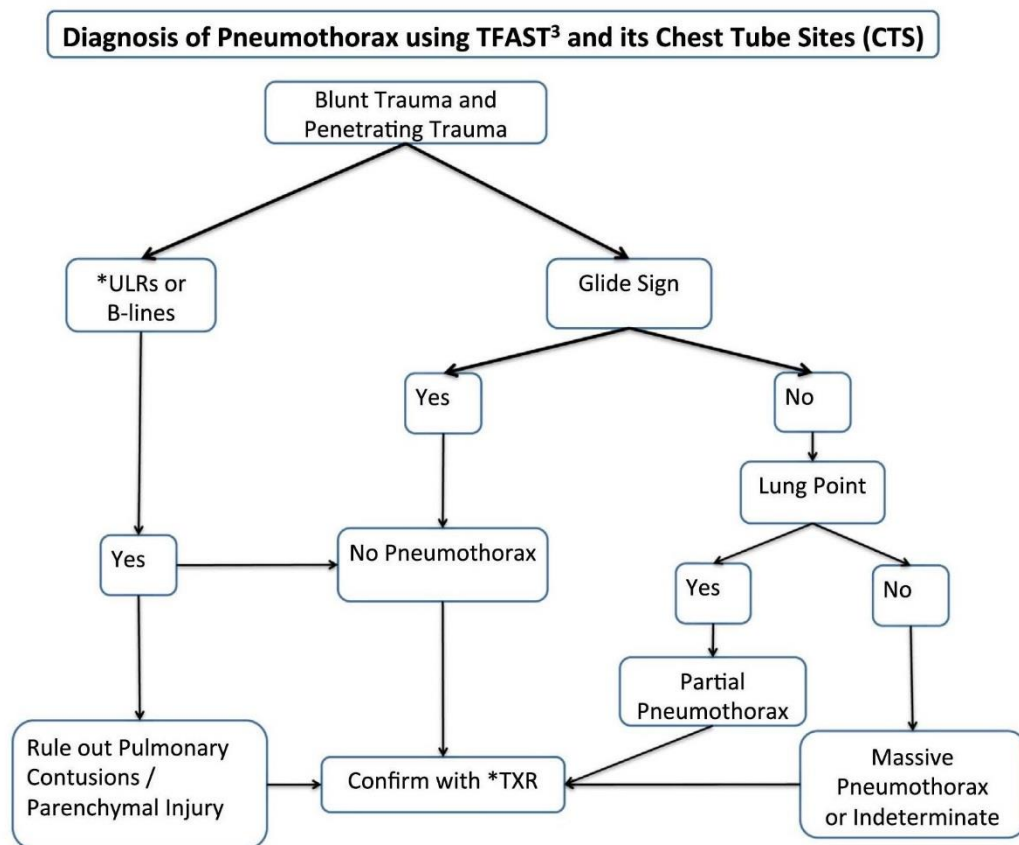 Diagnosis of Pneumothorax using TFAST³ and its Chest Tube Sites (CTS)
Blunt Trauma and
Penetrating Trauma
*ULRs or
B-lines
Glide Sign
Yes
No
Lung Point
Yes
No Pneumothorax
Yes
No
Partial
Pneumothorax
Rule out Pulmonary
Contusions /
Parenchymal Injury
Confirm with *TXR
Massive
Pneumothorax
or Indeterminate